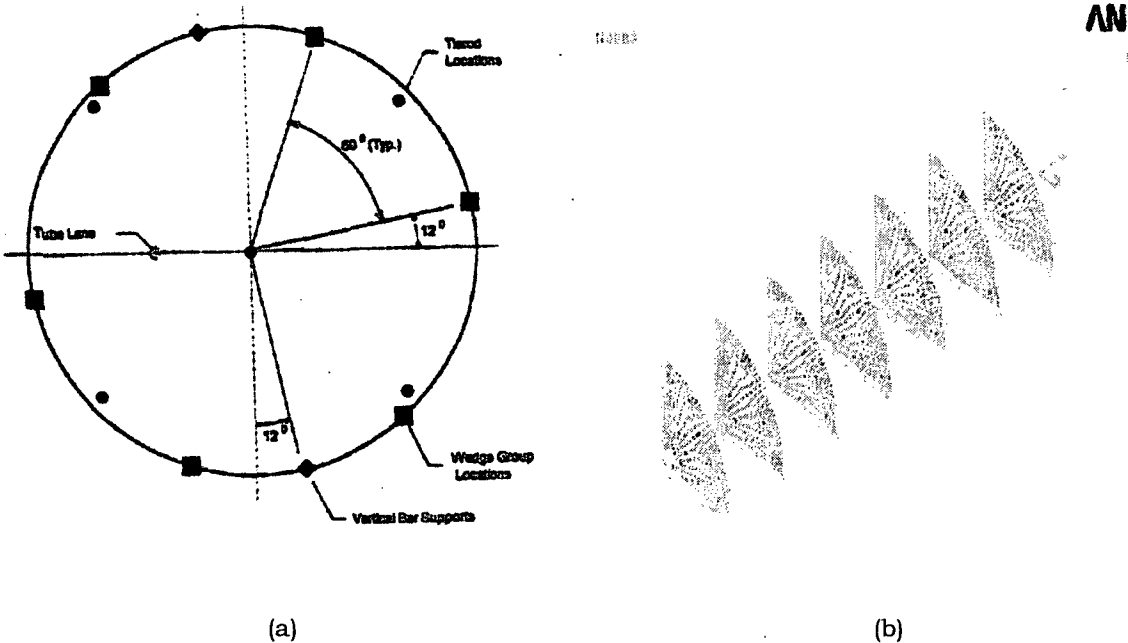 AN
Tierod
Locations
60° (Typ.)
12°
Tube Lane
12°
Wedge Group
Locations
Vertical Bar Supports
(a)
(b)